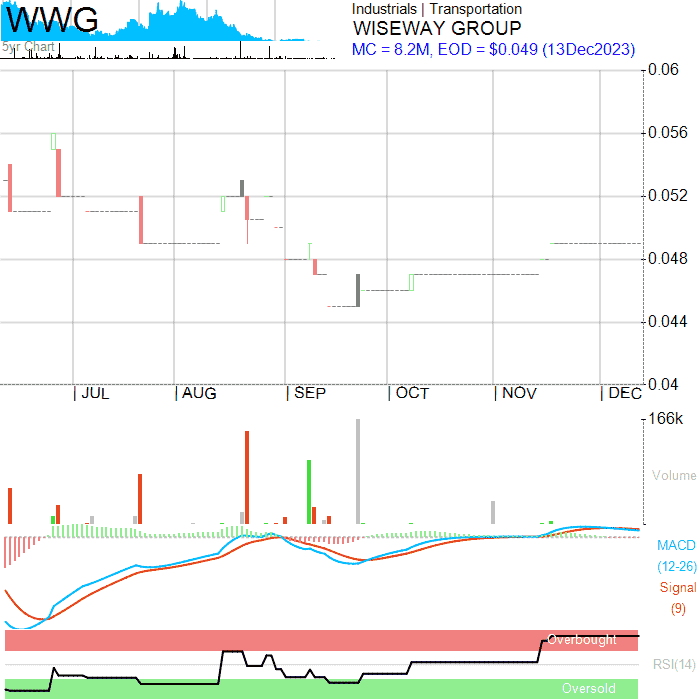 WWG
5yr Chart
Industrials | Transportation
WISEWAY GROUP
MC = 8.2M, EOD = $0.049 (13Dec2023)
0.06
0.056
0.052
0.048
0.044
0.04
| JUL | AUG | SEP | OCT | NOV | DEC
166k
Volume
MACD
(12-26)
Signal
(9)
Overbought
RSI(14)
Oversold